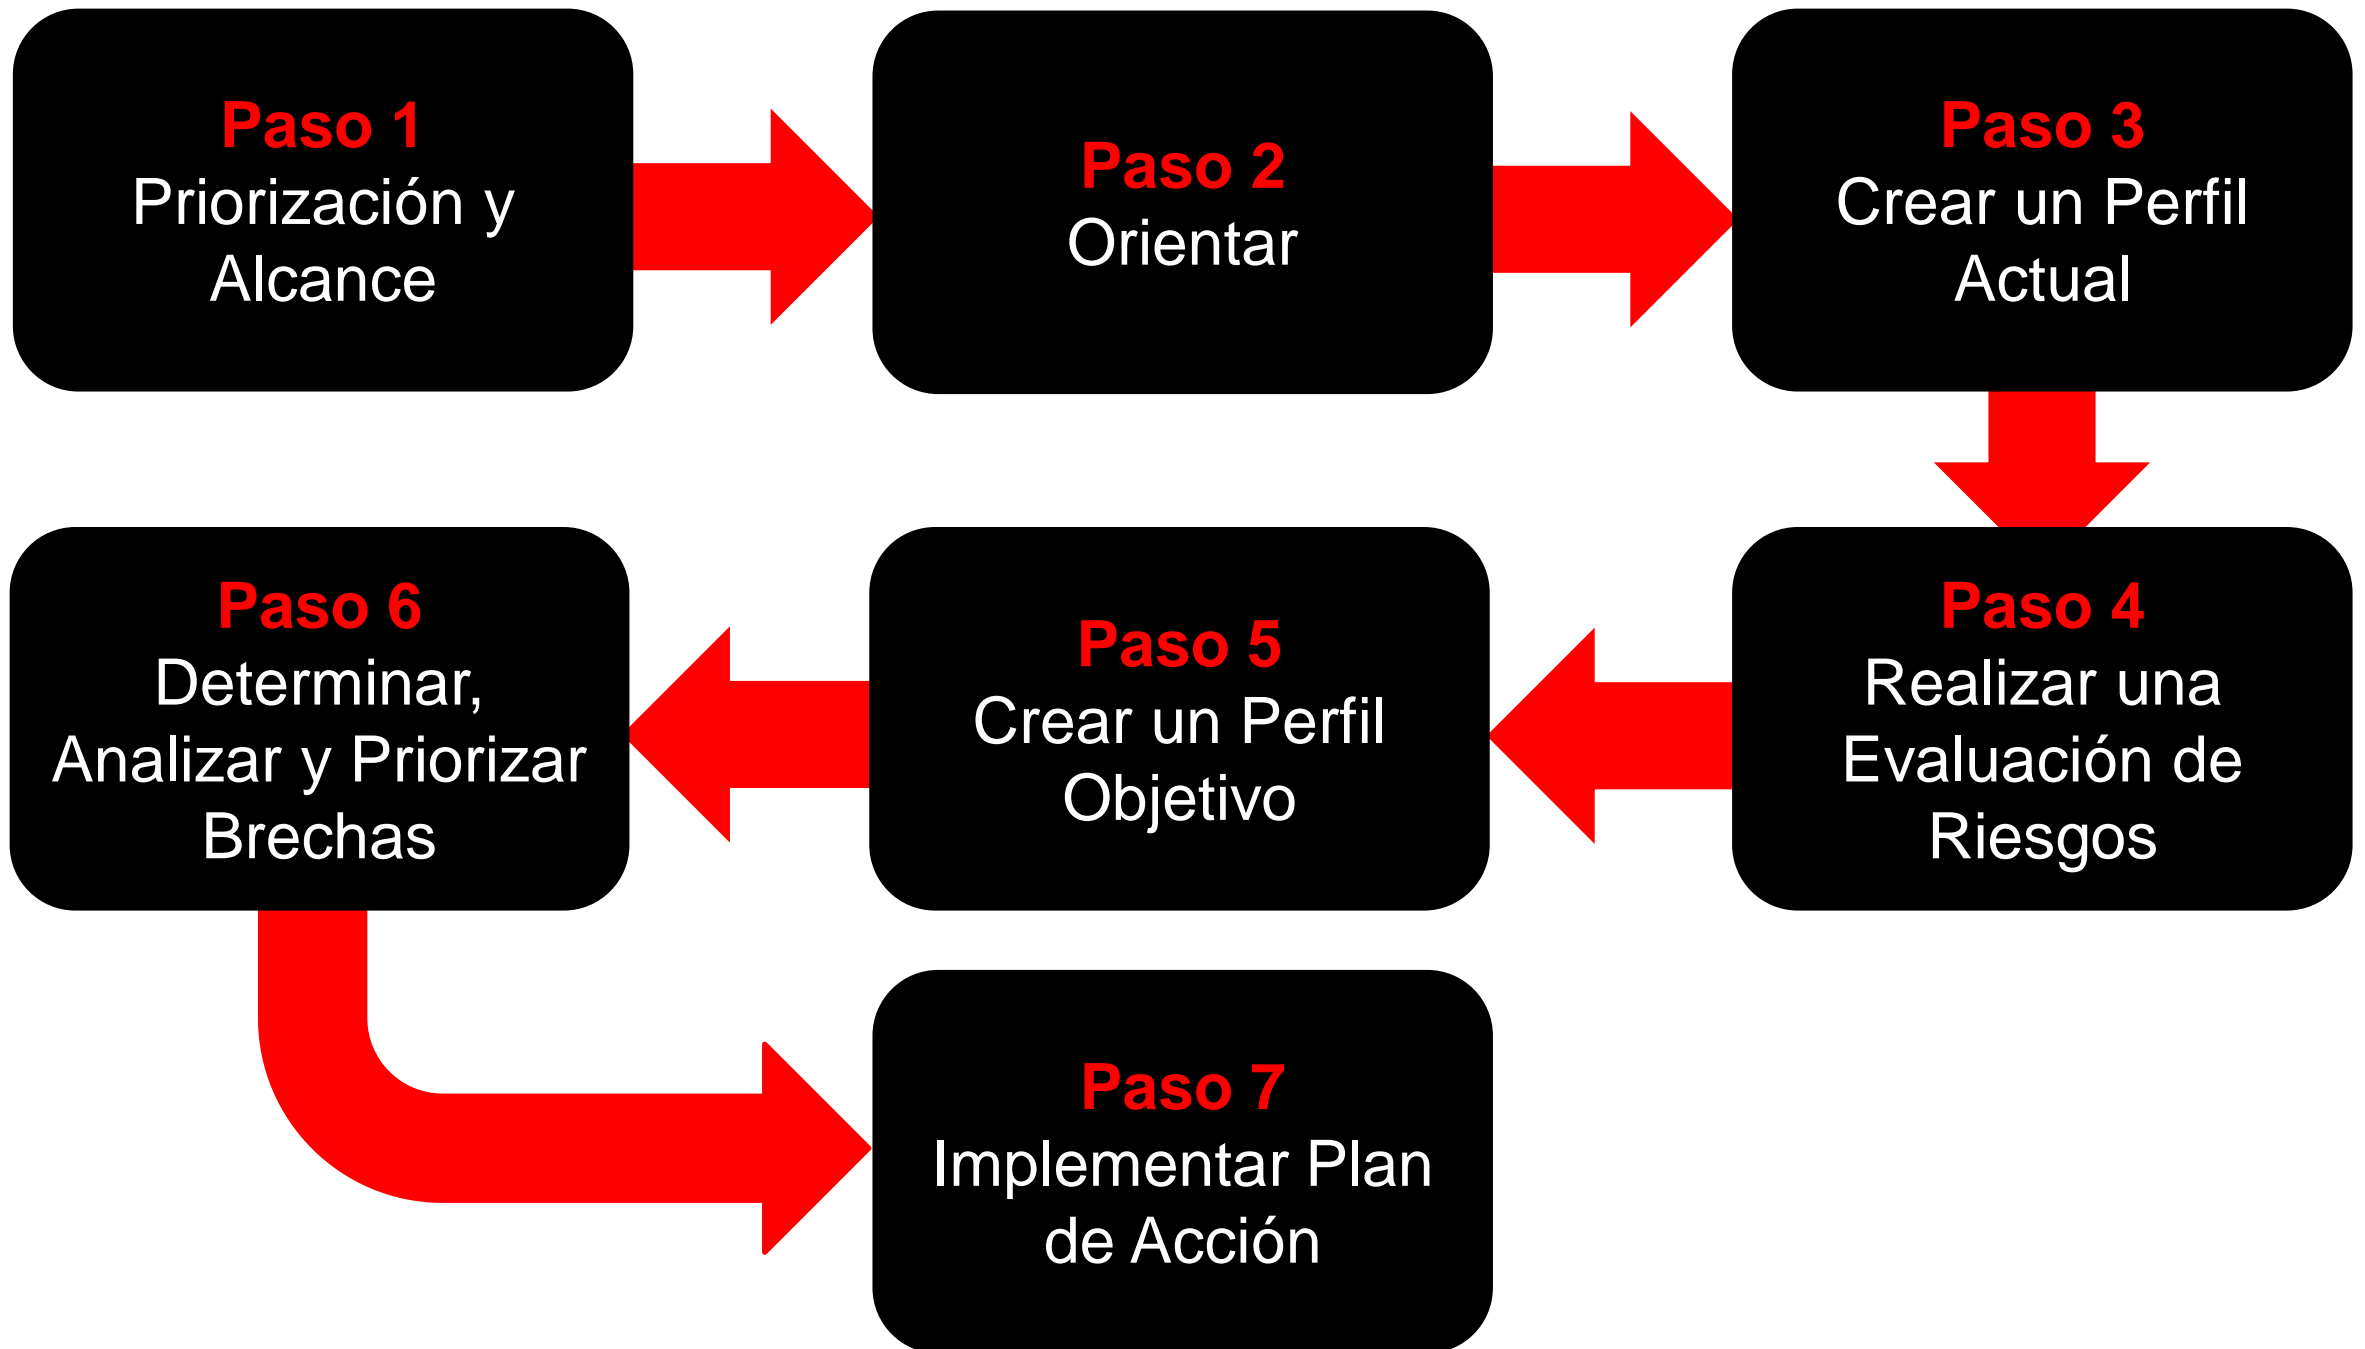 Paso 1
Priorización y
Alcance
Paso 2
Orientar
Paso 3
Crear un Perfil
Actual
Paso 4
Realizar una
Evaluación de
Riesgos
Paso 5
Crear un Perfil
Objetivo
Paso 6
Determinar,
Analizar y Priorizar
Brechas
Paso 7
Implementar Plan
de Acción